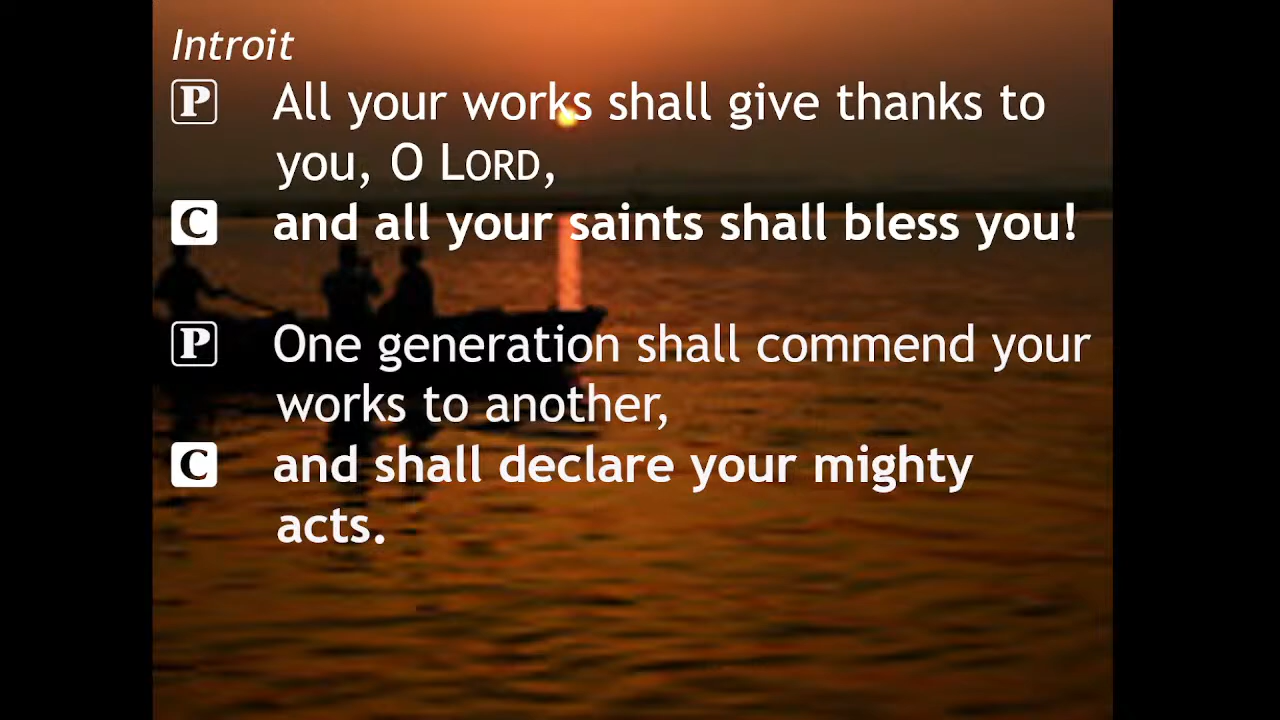 Introit
P All your works shall give thanks to
you, O LORD,
C and all your saints shall bless you!
P One generation shall commend your
works to another,
C and shall declare your mighty
acts.